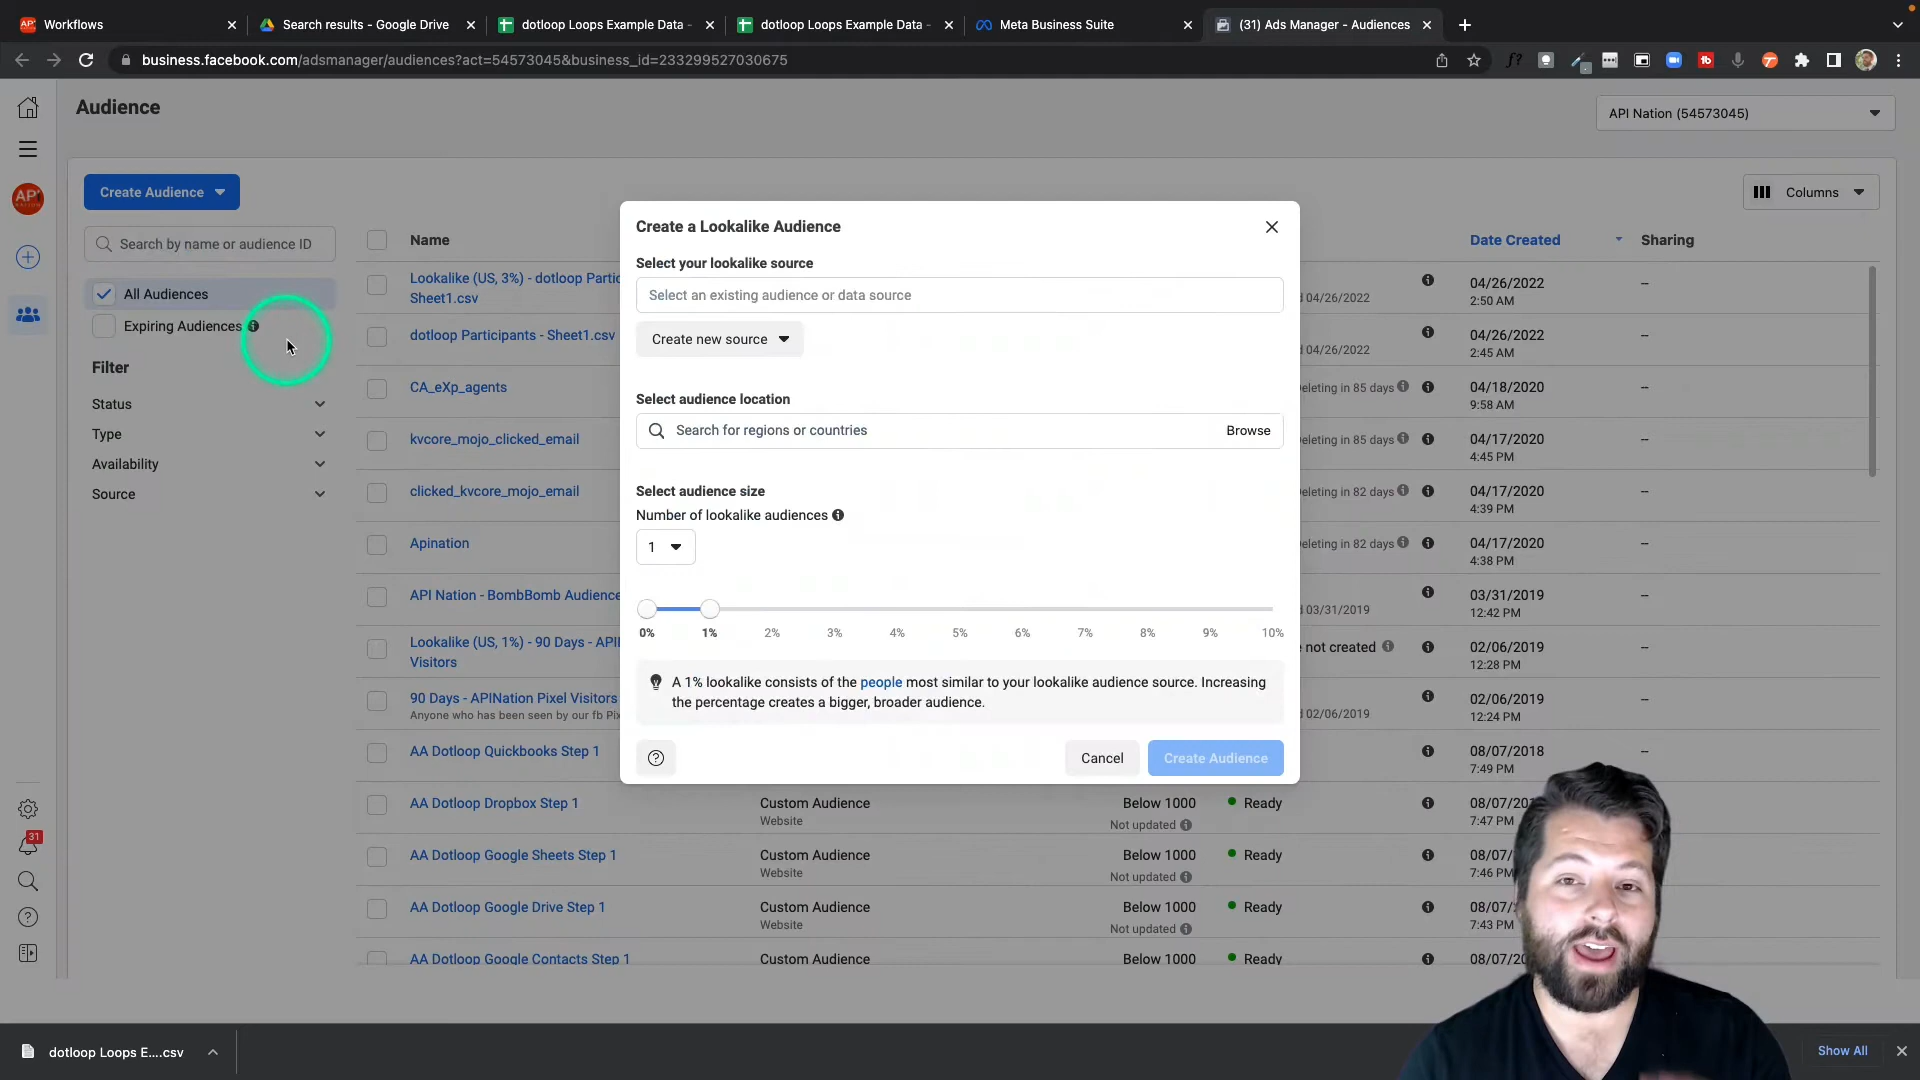 Workflows
Search results - Google Drive
dotloop Loops Example Data -
dotloop Loops Example Data -
Meta Business Suite
(31) Ads Manager - Audiences
business.facebook.com/adsmanager/audiences?act=54573045&business_id=233299527030675
Audience
API Nation (54573045)
Create Audience
Columns
Search by name or audience ID
All Audiences
Expiring Audiences
Filter
Status
Type
Availability
Source
Name
Date Created
Sharing
Lookalike (US, 3%) - dotloop Partic
Sheet1.csv
d 04/26/2022
04/26/2022
2:50 AM
--
dotloop Participants - Sheet1.csv
d 04/26/2022
04/26/2022
2:45 AM
--
CA_eXp_agents
Deleting in 85 days
04/18/2020
9:58 AM
--
kvcore_mojo_clicked_email
eleting in 85 days
04/17/2020
4:45 PM
--
clicked_kvcore_mojo_email
eleting in 82 days
04/17/2020
4:39 PM
--
Apination
eleting in 82 days
04/17/2020
4:38 PM
--
API Nation - BombBomb Audience
d 03/31/2019
03/31/2019
12:42 PM
--
Lookalike (US, 1%) - 90 Days - API
Visitors
e not created
02/06/2019
12:28 PM
--
90 Days - APINation Pixel Visitors
Anyone who has been seen by our fb Pix
d 02/06/2019
02/06/2019
12:24 PM
--
AA Dotloop Quickbooks Step 1
08/07/2018
7:49 PM
--
AA Dotloop Dropbox Step 1
Custom Audience
Website
Below 1000
Not updated
Ready
08/07/201
7:47 PM
AA Dotloop Google Sheets Step 1
Custom Audience
Website
Below 1000
Not updated
Ready
08/07/
7:46 PM
AA Dotloop Google Drive Step 1
Custom Audience
Website
Below 1000
Not updated
Ready
08/07/
7:43 PM
AA Dotloop Google Contacts Step 1
Custom Audience
Below 1000
Ready
08/07/20
Create a Lookalike Audience
Select your lookalike source
Select an existing audience or data source
Create new source
Select audience location
Search for regions or countries
Browse
Select audience size
Number of lookalike audiences
1
0% 1% 2% 3% 4% 5% 6% 7% 8% 9% 10%
A 1% lookalike consists of the people most similar to your lookalike audience source. Increasing
the percentage creates a bigger, broader audience.
Cancel
Create Audience
31
dotloop Loops E....csv
Show All